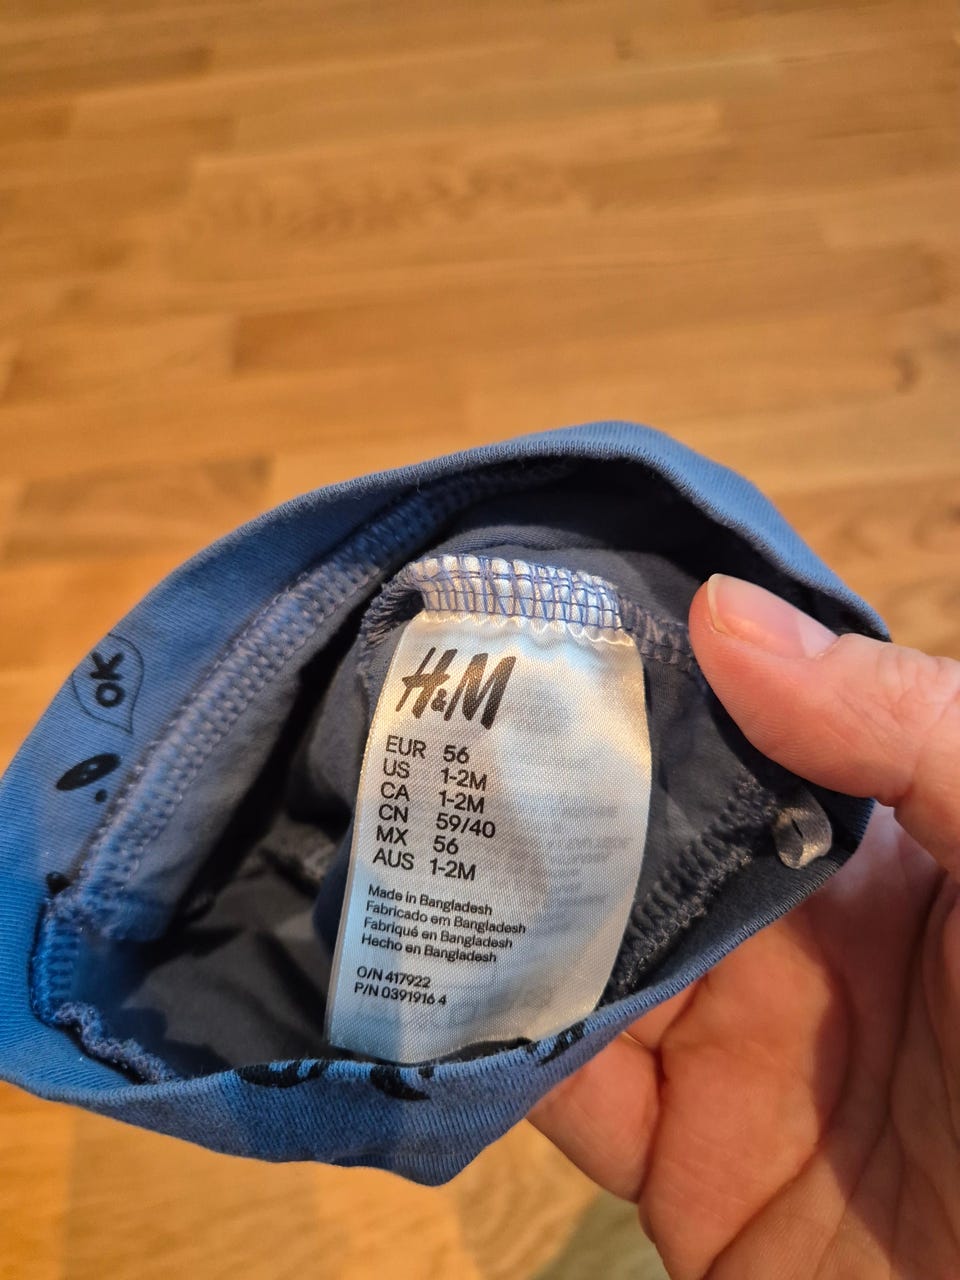 OK
H&M
EUR 56
US 1-2M
CA 1-2M
CN 59/40
MX 56
AUS 1-2M
Made in Bangladesh
Fabricado em Bangladesh
Fabriqué en Bangladesh
Hecho en Bangladesh
O/N 417922
P/N 0391916 4